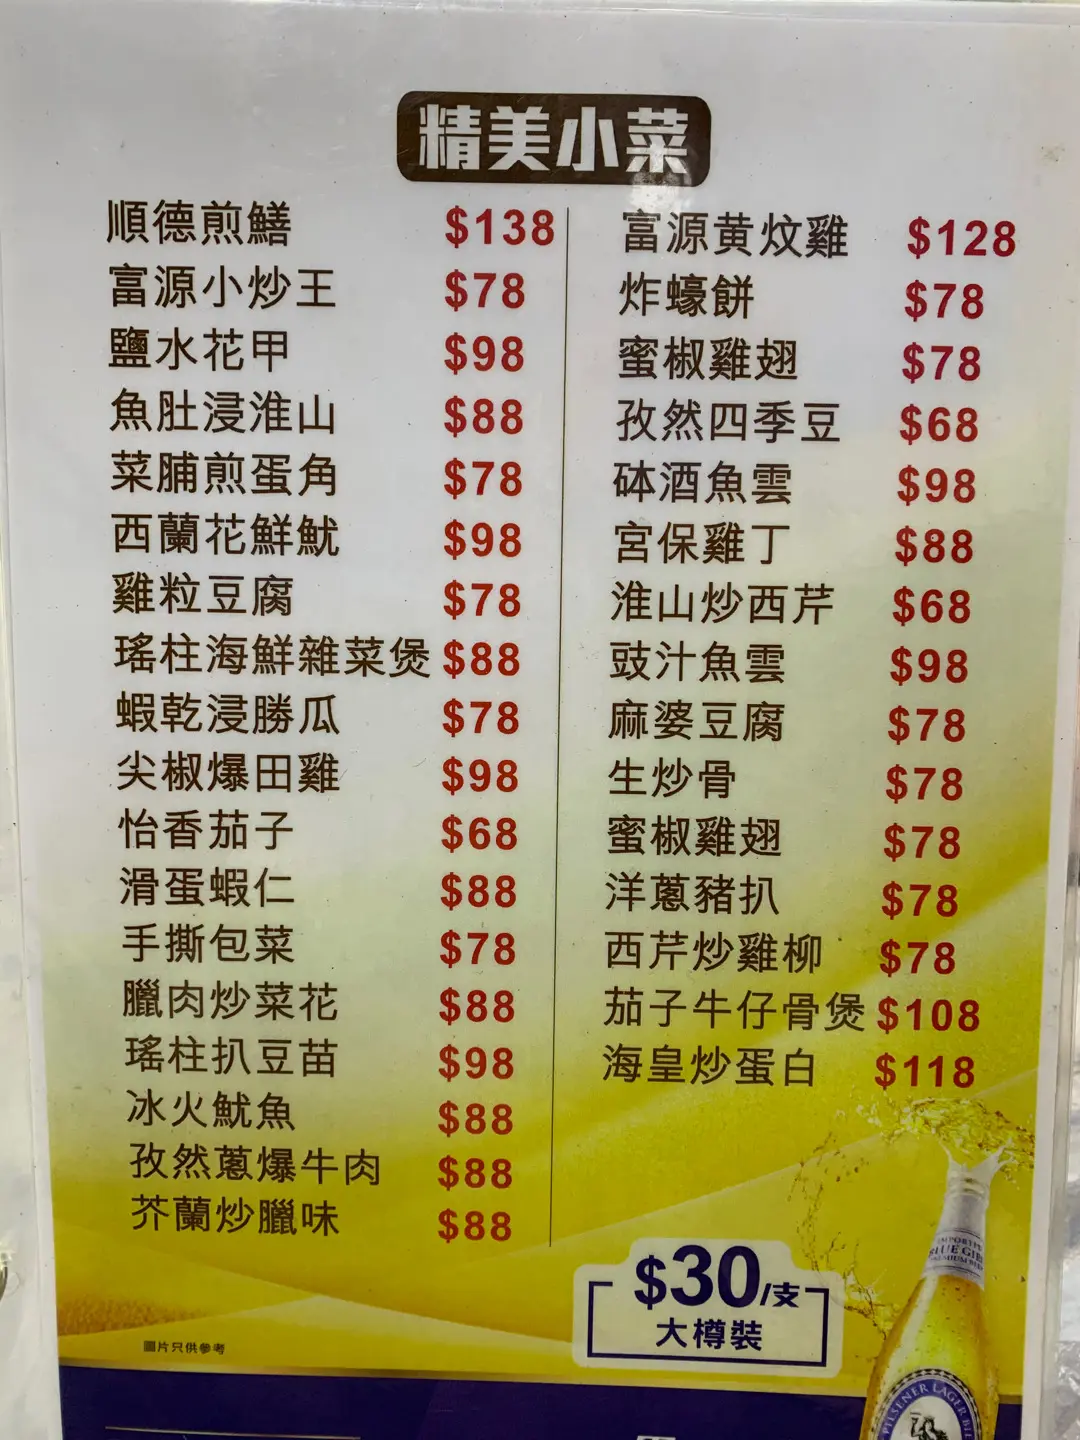 精美小菜
順德煎鱔 $138
富源小炒王 $78
鹽水花甲 $98
魚肚浸淮山 $88
菜脯煎蛋角 $78
西蘭花鮮魷 $98
雞粒豆腐 $78
瑤柱海鮮雜菜煲 $88
蝦乾浸勝瓜 $78
尖椒爆田雞 $98
怡香茄子 $68
滑蛋蝦仁 $88
手撕包菜 $78
臘肉炒菜花 $88
瑤柱扒豆苗 $98
冰火魷魚 $88
孜然蔥爆牛肉 $88
芥蘭炒臘味 $88
富源黄炆雞 $128
炸蠔餅 $78
蜜椒雞翅 $78
孜然四季豆 $68
砵酒魚雲 $98
宮保雞丁 $88
淮山炒西芹 $68
豉汁魚雲 $98
麻婆豆腐 $78
生炒骨 $78
蜜椒雞翅 $78
洋蔥豬扒 $78
西芹炒雞柳 $78
茄子牛仔骨煲 $108
海皇炒蛋白 $118
$30/支
大樽裝
IMPORTED
BLUE GIRL
PREMIUM BEER
PILSENER LAGER
圖片只供參考